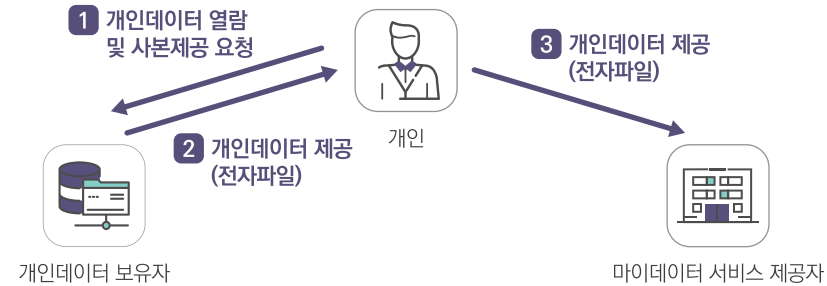 1 개인데이터 열람
및 사본제공 요청
3 개인데이터 제공
(전자파일)
개인
2 개인데이터 제공
(전자파일)
개인데이터 보유자
마이데이터 서비스 제공자